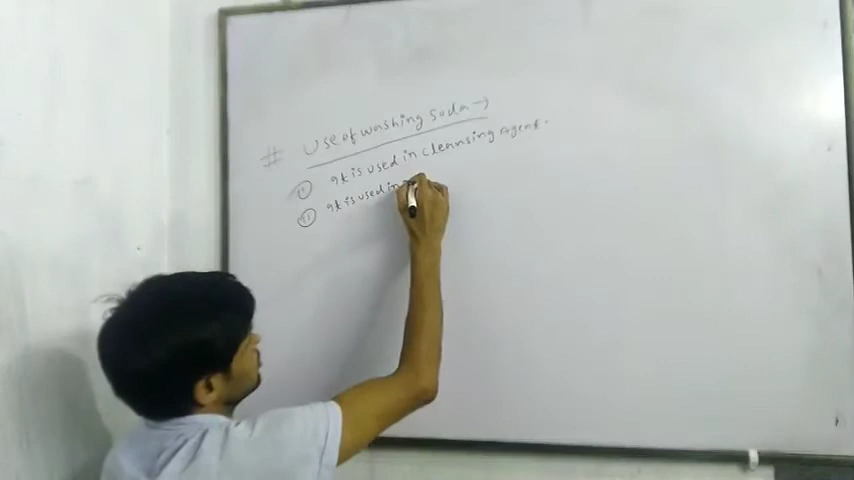 # Use of washing soda →
(i) It is used in cleansing Agent.
(ii) It is used in